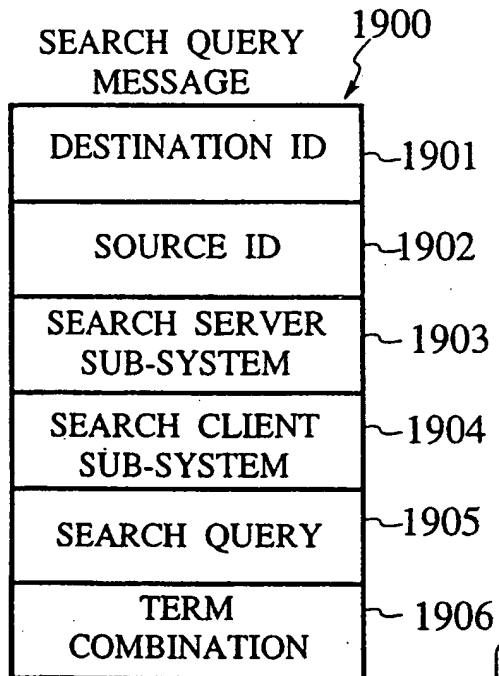 SEARCH QUERY
MESSAGE
1900
DESTINATION ID
1901
SOURCE ID
1902
SEARCH SERVER
SUB-SYSTEM
1903
SEARCH CLIENT
SUB-SYSTEM
1904
SEARCH QUERY
1905
TERM
COMBINATION
1906